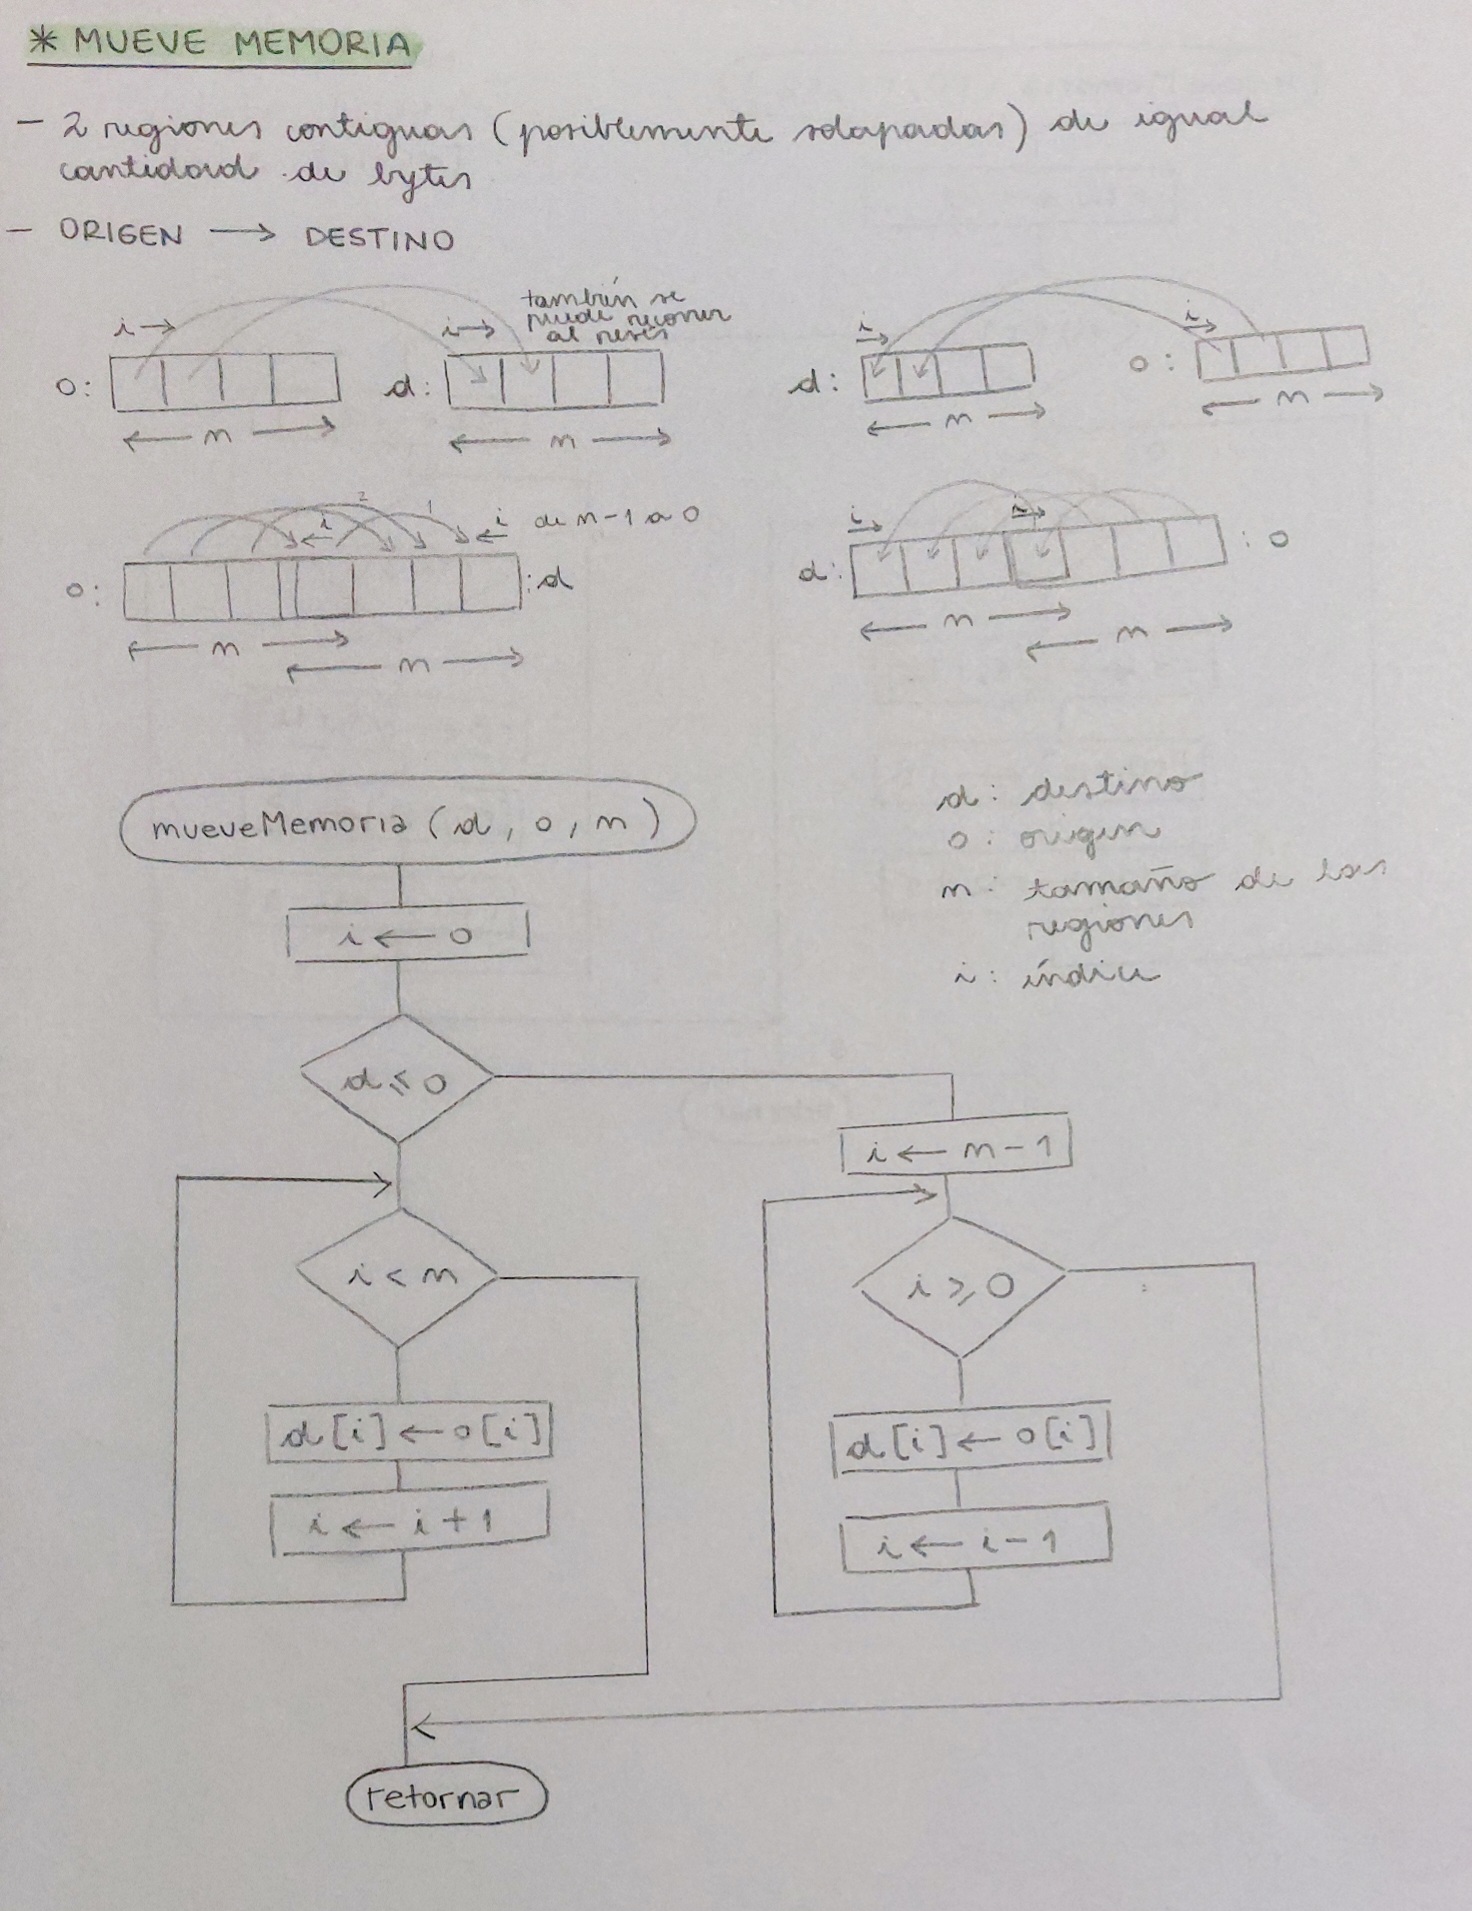 * MUEVE MEMORIA
- 2 regiones contiguas (posiblemente solapadas) de igual
cantidad de bytes
- ORIGEN → DESTINO
también se
puede recorrer
al revés
i →
i →
i →
i →
o:
d:
d:
o:
← n →
← n →
← n →
← n →
2
1
i
←
← i de n-1 a 0
i →
i →
o:
:d
d:
:o
← n →
← n →
← n →
← n →
mueveMemoria (d, o, n)
d: destino
o: origen
n: tamaño de las
regiones
i: índice
i ← 0
d ≤ o
i ← n-1
i < n
i ≥ 0
d[i] ← o[i]
d[i] ← o[i]
i ← i+1
i ← i-1
retornar